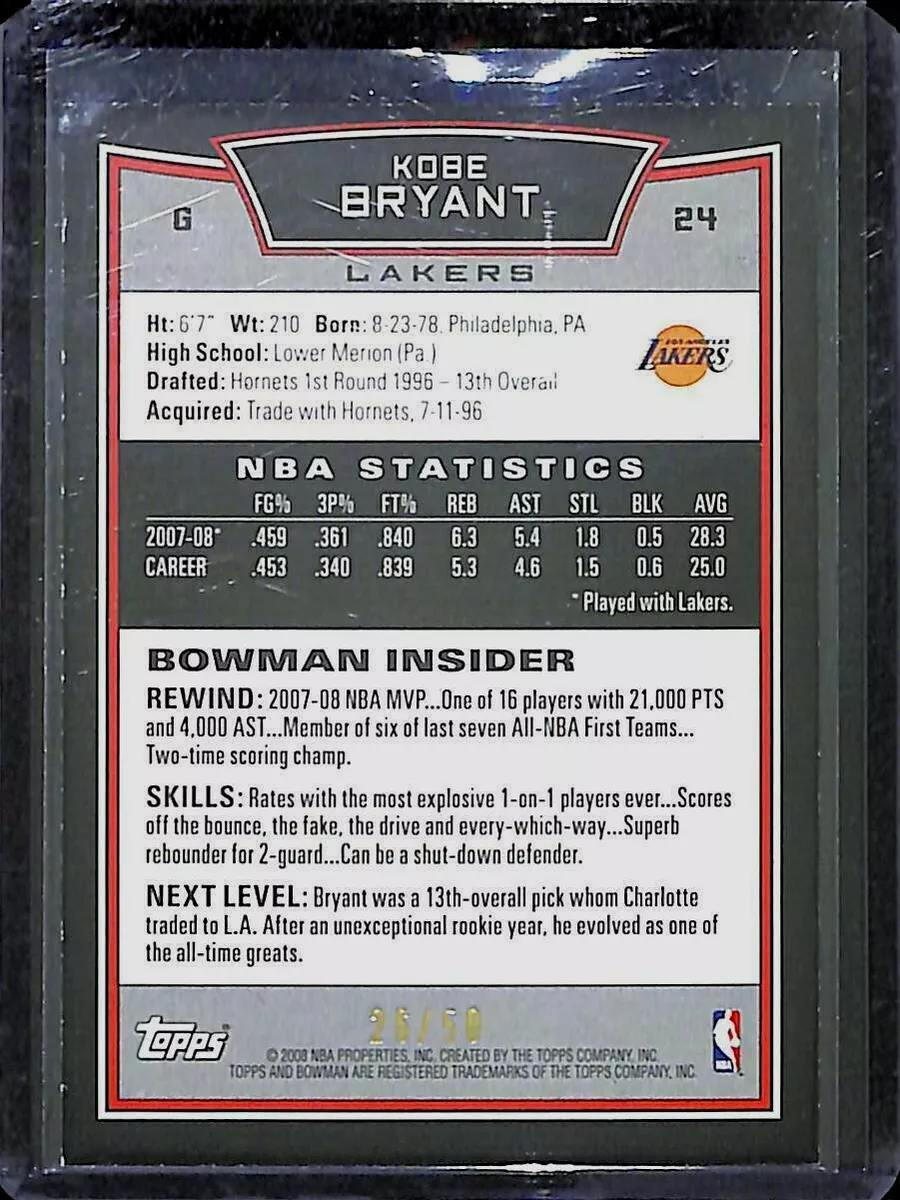 KOBE
BRYANT
G
24
LAKERS
Ht: 6'7" Wt: 210 Born: 8-23-78, Philadelphia, PA
High School: Lower Merion (Pa.)
Drafted: Hornets 1st Round 1996 – 13th Overall
Acquired: Trade with Hornets, 7-11-96
LOS ANGELES
LAKERS
NBA STATISTICS
FG% 3P% FT% REB AST STL BLK AVG
2007-08* .459 .361 .840 6.3 5.4 1.8 0.5 28.3
CAREER .453 .340 .839 5.3 4.6 1.5 0.6 25.0
*Played with Lakers.
BOWMAN INSIDER
REWIND: 2007-08 NBA MVP...One of 16 players with 21,000 PTS
and 4,000 AST...Member of six of last seven All-NBA First Teams...
Two-time scoring champ.
SKILLS: Rates with the most explosive 1-on-1 players ever...Scores
off the bounce, the fake, the drive and every-which-way...Superb
rebounder for 2-guard...Can be a shut-down defender.
NEXT LEVEL: Bryant was a 13th-overall pick whom Charlotte
traded to L.A. After an unexceptional rookie year, he evolved as one of
the all-time greats.
26/50
Topps®
© 2008 NBA PROPERTIES, INC. CREATED BY THE TOPPS COMPANY, INC.
TOPPS AND BOWMAN ARE REGISTERED TRADEMARKS OF THE TOPPS COMPANY, INC.